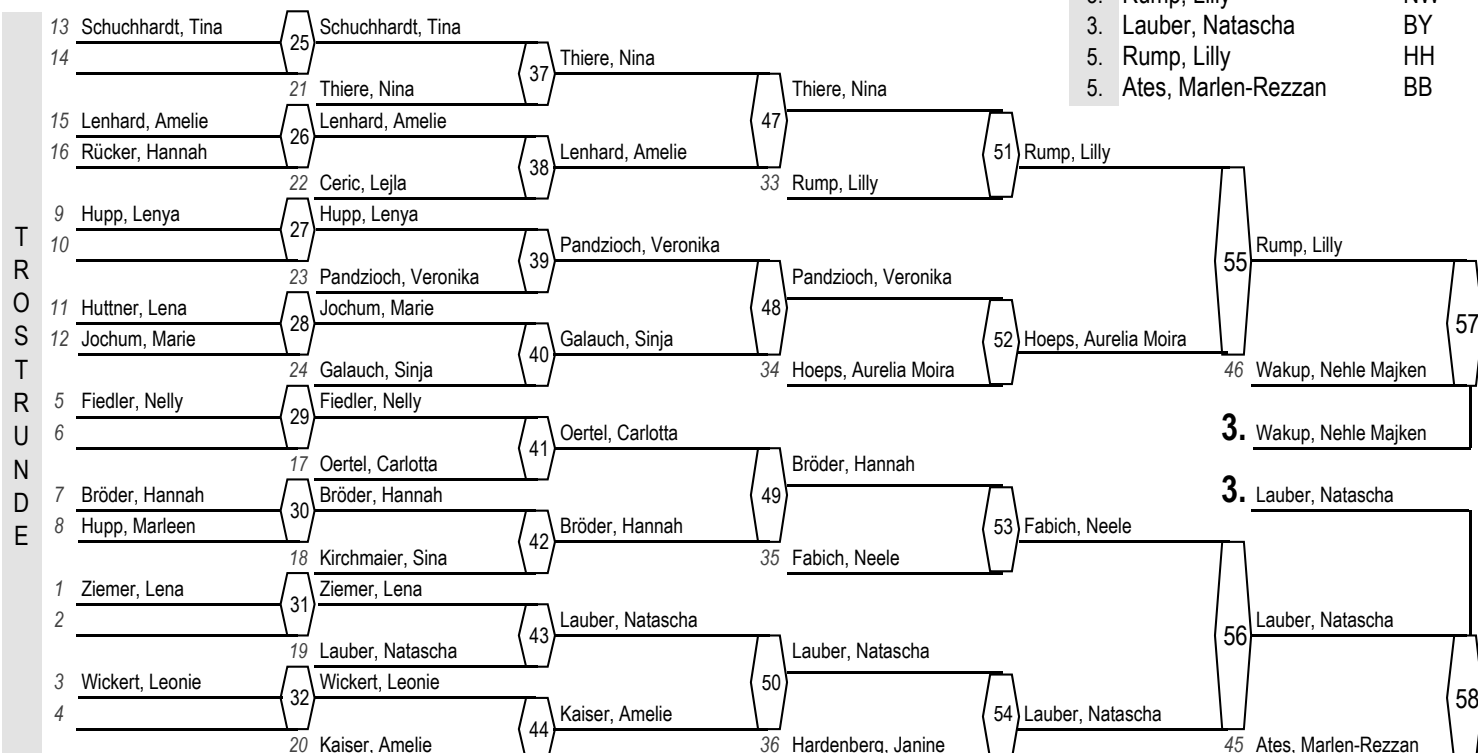 3. Rump, Lilly NW
3. Lauber, Natascha BY
5. Rump, Lilly HH
5. Ates, Marlen-Rezzan BB
TROSTRUNDE
13 Schuchhardt, Tina
14
25
Schuchhardt, Tina
21 Thiere, Nina
37
Thiere, Nina
15 Lenhard, Amelie
16 Rücker, Hannah
26
Lenhard, Amelie
22 Ceric, Lejla
38
Lenhard, Amelie
47
Thiere, Nina
33 Rump, Lilly
51
Rump, Lilly
9 Hupp, Lenya
10
27
Hupp, Lenya
23 Pandzioch, Veronika
39
Pandzioch, Veronika
11 Huttner, Lena
12 Jochum, Marie
28
Jochum, Marie
24 Galauch, Sinja
40
Galauch, Sinja
48
Pandzioch, Veronika
34 Hoeps, Aurelia Moira
52
Hoeps, Aurelia Moira
55
Rump, Lilly
46 Wakup, Nehle Majken
57
3. Wakup, Nehle Majken
5 Fiedler, Nelly
6
29
Fiedler, Nelly
17 Oertel, Carlotta
41
Oertel, Carlotta
7 Bröder, Hannah
8 Hupp, Marleen
30
Bröder, Hannah
18 Kirchmaier, Sina
42
Bröder, Hannah
49
Bröder, Hannah
35 Fabich, Neele
53
Fabich, Neele
3. Lauber, Natascha
1 Ziemer, Lena
2
31
Ziemer, Lena
19 Lauber, Natascha
43
Lauber, Natascha
3 Wickert, Leonie
4
32
Wickert, Leonie
20 Kaiser, Amelie
44
Kaiser, Amelie
50
Lauber, Natascha
36 Hardenberg, Janine
54
Lauber, Natascha
56
Lauber, Natascha
45 Ates, Marlen-Rezzan
58